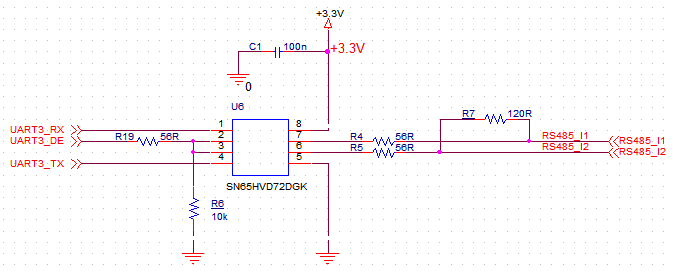 +3.3V
C1 100n +3.3V
0
U6
R7 120R
UART3_RX 1 8
UART3_DE R19 56R 2 7 R4 56R RS485_I1 RS485_I1
3 6 R5 56R RS485_I2 RS485_I2
UART3_TX 4 5
SN65HVD72DGK
R6
10k